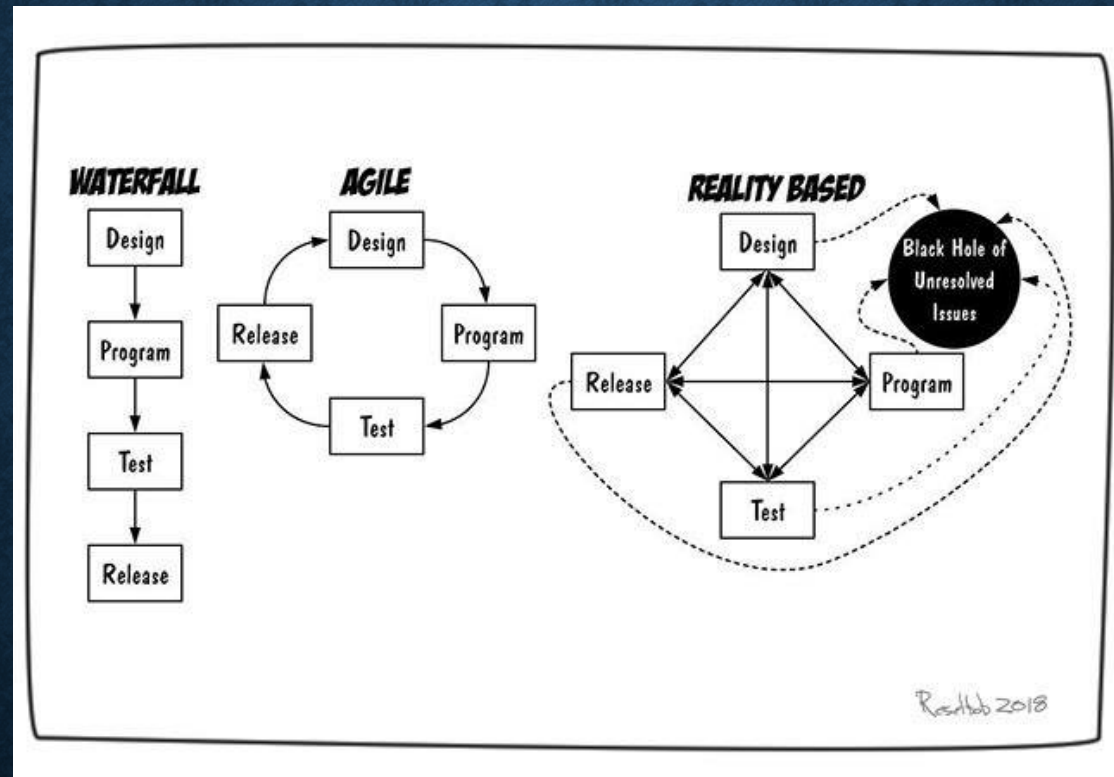 WATERFALL
Design
Program
Test
Release
AGILE
Design
Release
Program
Test
REALITY BASED
Design
Black Hole of
Unresolved
Issues
Release
Program
Test
2018